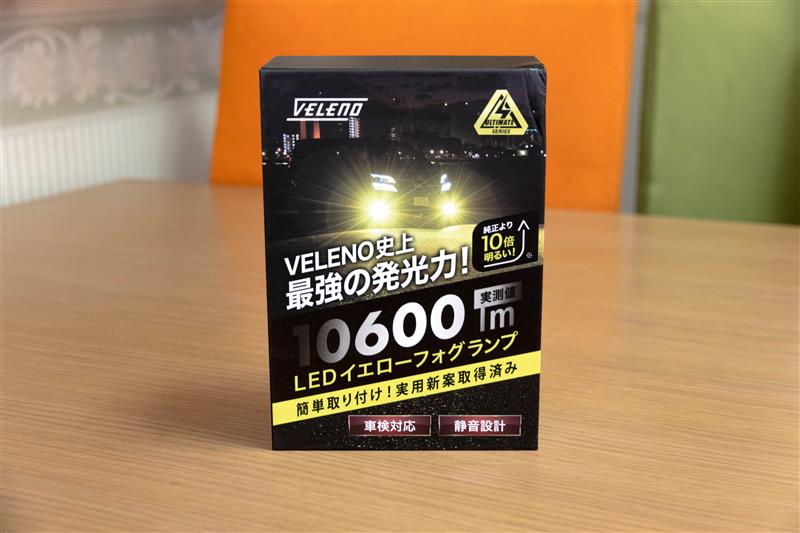 VELENO
ULTIMATE
SERIES
純正より
10倍
明るい!
※
VELENO史上
最強の発光力!
実測値
10600lm
LEDイエローフォグランプ
簡単取り付け!実用新案取得済み
車検対応
静音設計